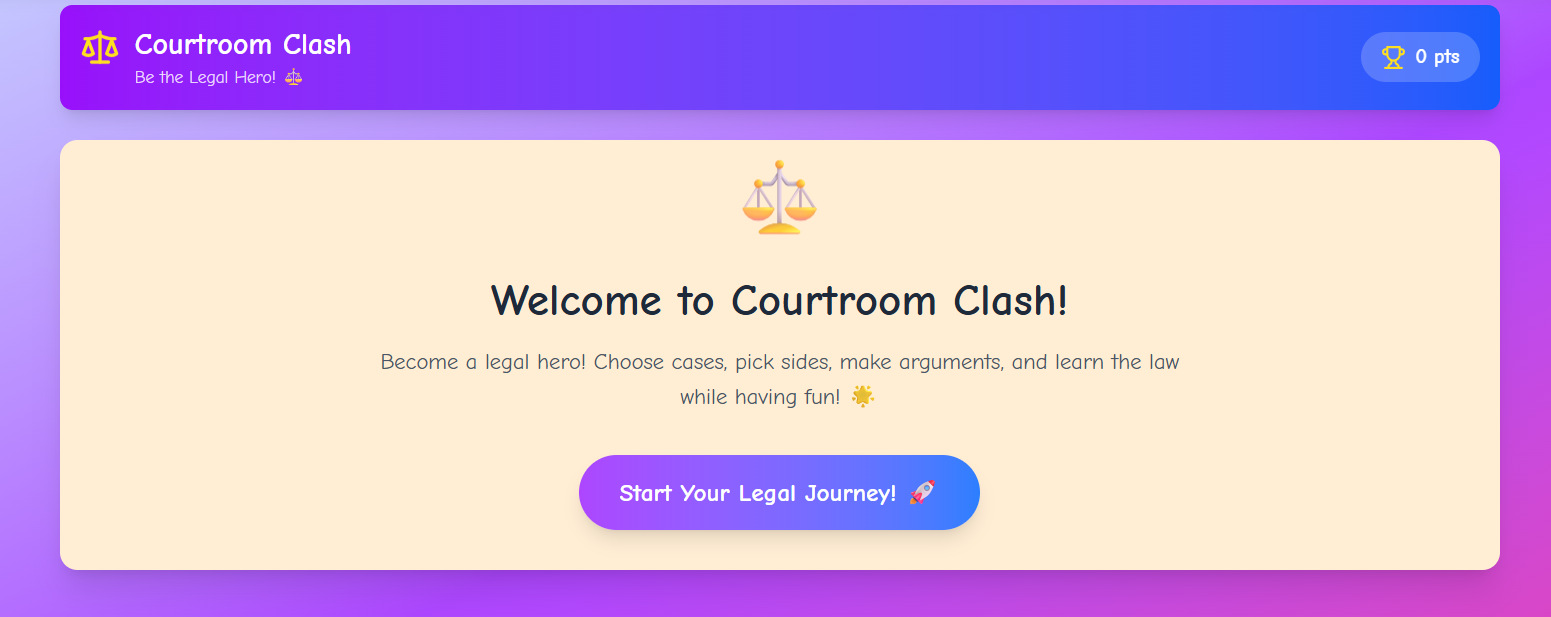 Courtroom Clash
Be the Legal Hero! ⚖️
0 pts
Welcome to Courtroom Clash!
Become a legal hero! Choose cases, pick sides, make arguments, and learn the law
while having fun! 🌟
Start Your Legal Journey! 🚀